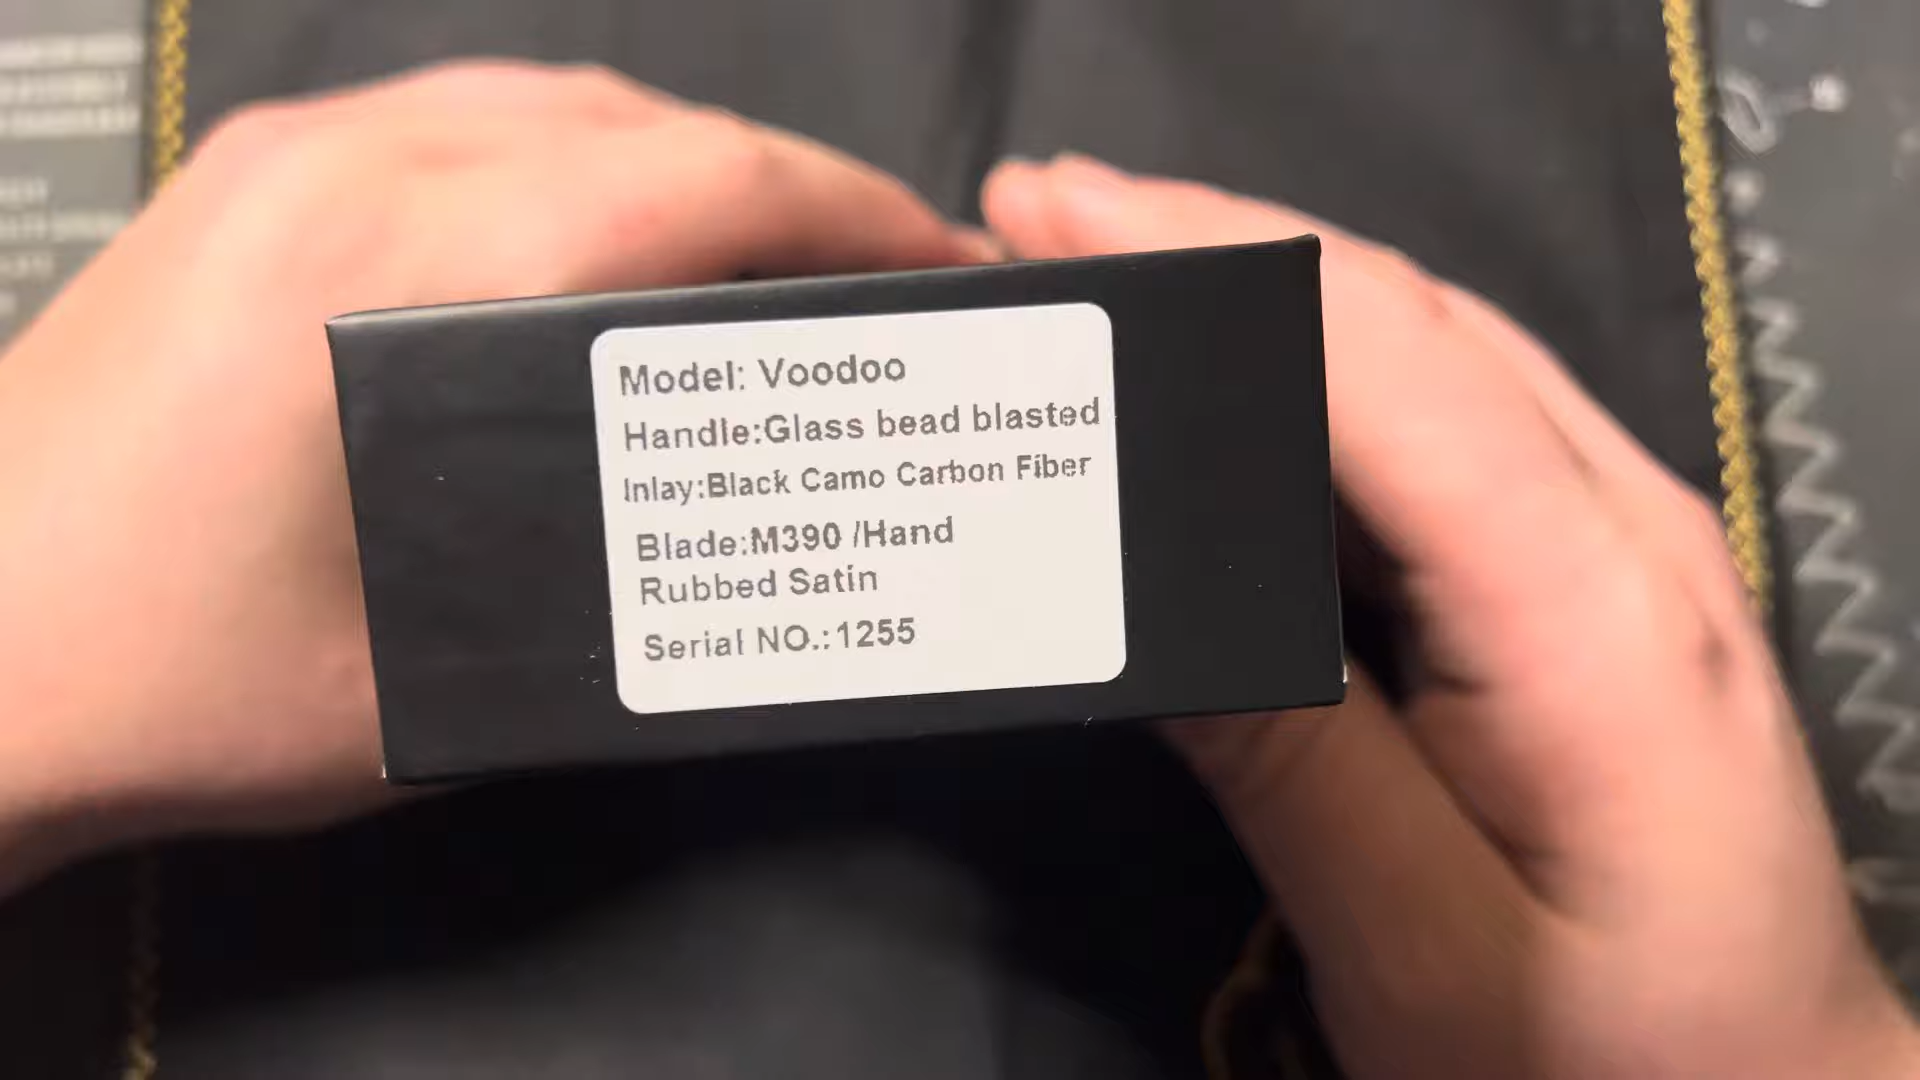 Model: Voodoo
Handle:Glass bead blasted
Inlay:Black Camo Carbon Fiber
Blade:M390 /Hand
Rubbed Satin
Serial NO.:1255